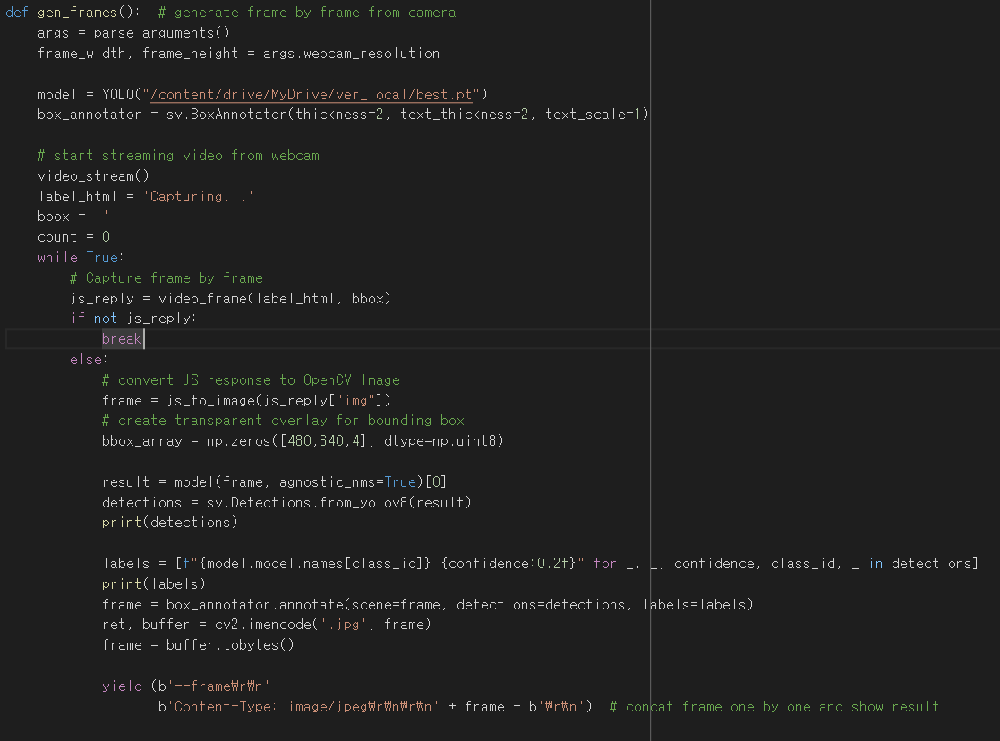 def gen_frames():  # generate frame by frame from camera
    args = parse_arguments()
    frame_width, frame_height = args.webcam_resolution

    model = YOLO("/content/drive/MyDrive/ver_local/best.pt")
    box_annotator = sv.BoxAnnotator(thickness=2, text_thickness=2, text_scale=1)

    # start streaming video from webcam
    video_stream()
    label_html = 'Capturing...'
    bbox = ''
    count = 0
    while True:
        # Capture frame-by-frame
        js_reply = video_frame(label_html, bbox)
        if not js_reply:
            break
        else:
            # convert JS response to OpenCV Image
            frame = js_to_image(js_reply["img"])
            # create transparent overlay for bounding box
            bbox_array = np.zeros([480,640,4], dtype=np.uint8)

            result = model(frame, agnostic_nms=True)[0]
            detections = sv.Detections.from_yolov8(result)
            print(detections)

            labels = [f"{model.model.names[class_id]} {confidence:0.2f}" for _, _, confidence, class_id, _ in detections]
            print(labels)
            frame = box_annotator.annotate(scene=frame, detections=detections, labels=labels)
            ret, buffer = cv2.imencode('.jpg', frame)
            frame = buffer.tobytes()

            yield (b'--frame₩r₩n'
                   b'Content-Type: image/jpeg₩r₩n₩r₩n' + frame + b'₩r₩n')  # concat frame one by one and show result